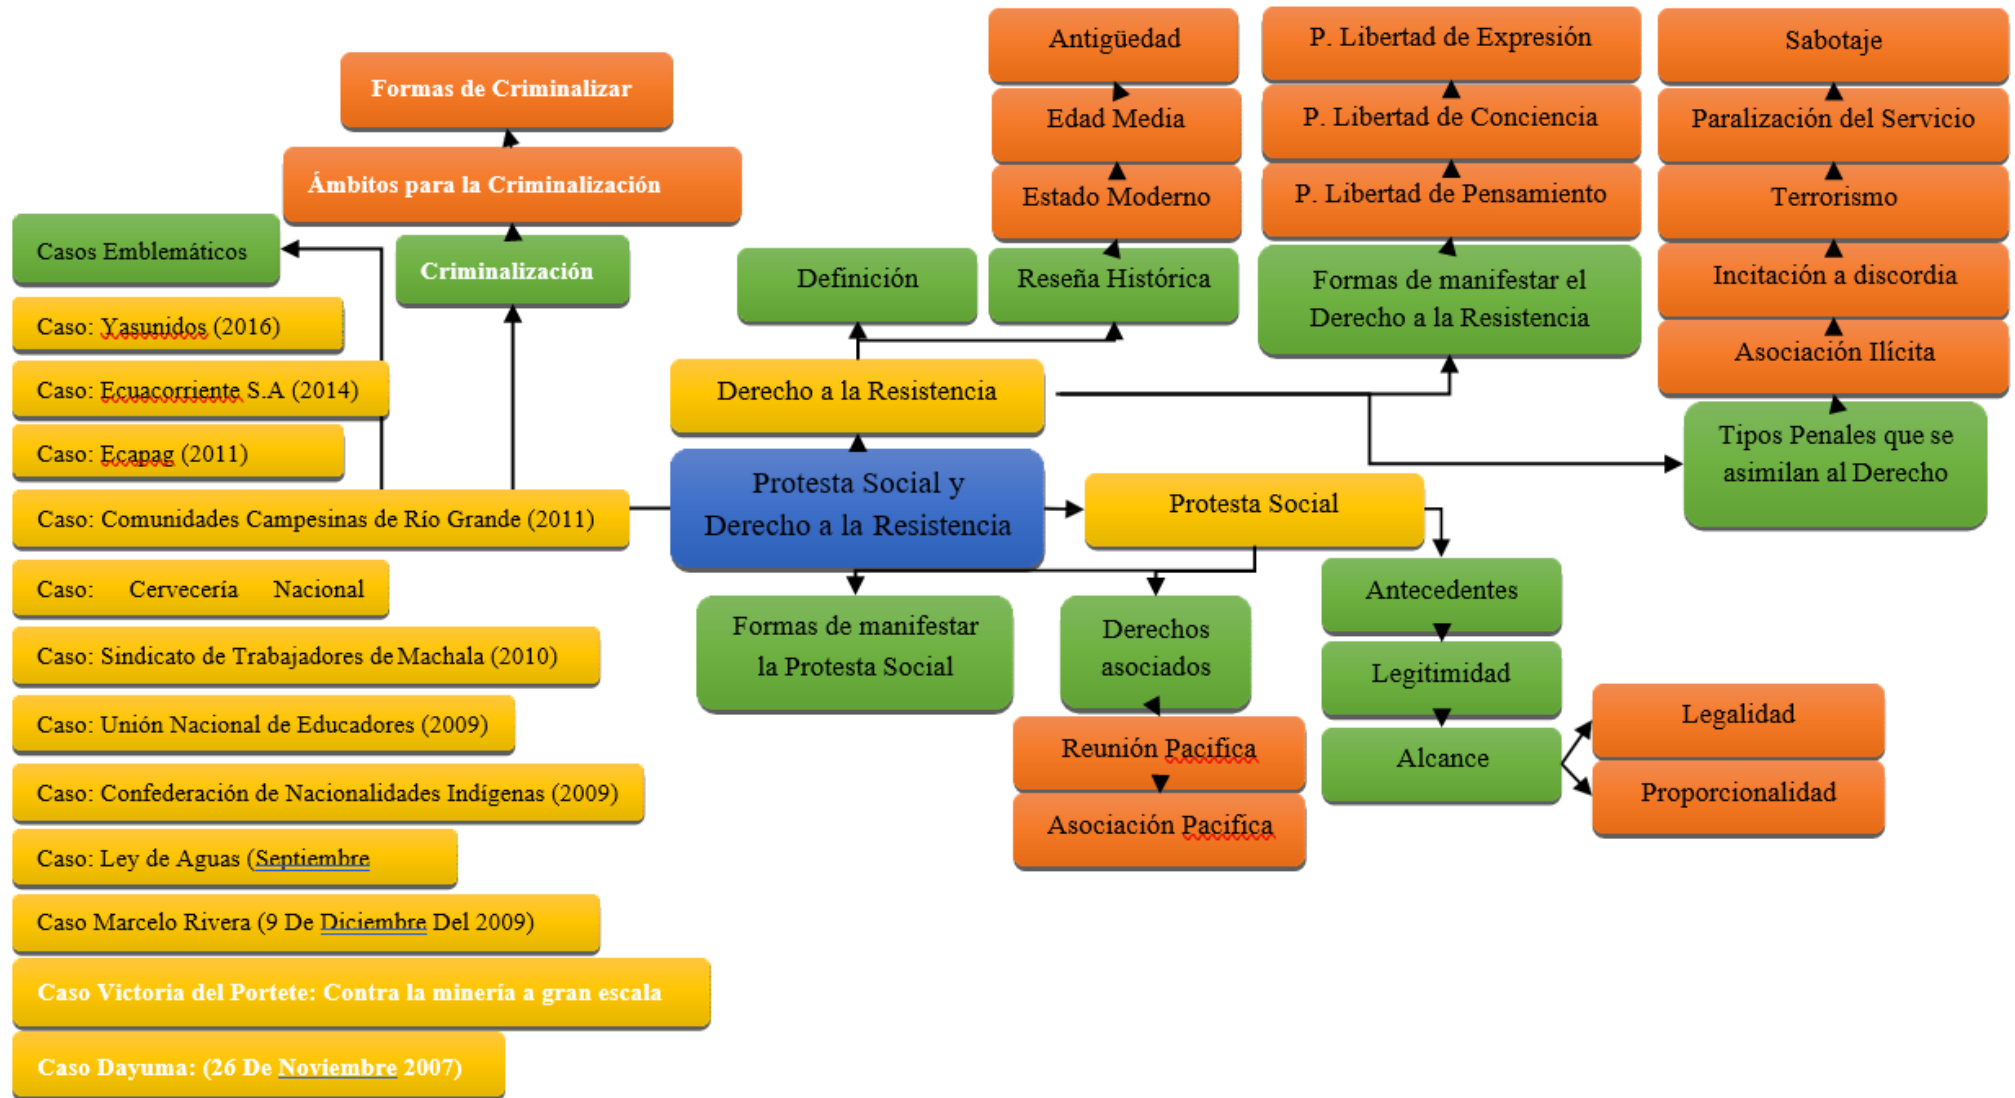 Formas de Criminalizar
Ámbitos para la Criminalización
Criminalización
Casos Emblemáticos
Caso: Yasunidos (2016)
Caso: Ecuacorriente S.A (2014)
Caso: Ecapag (2011)
Caso: Comunidades Campesinas de Río Grande (2011)
Caso: Cervecería Nacional
Caso: Sindicato de Trabajadores de Machala (2010)
Caso: Unión Nacional de Educadores (2009)
Caso: Confederación de Nacionalidades Indígenas (2009)
Caso: Ley de Aguas (Septiembre
Caso Marcelo Rivera (9 De Diciembre Del 2009)
Caso Victoria del Portete: Contra la minería a gran escala
Caso Dayuma: (26 De Noviembre 2007)
Antigüedad
Edad Media
Estado Moderno
Definición
Reseña Histórica
P. Libertad de Expresión
P. Libertad de Conciencia
P. Libertad de Pensamiento
Formas de manifestar el
Derecho a la Resistencia
Sabotaje
Paralización del Servicio
Terrorismo
Incitación a discordia
Asociación Ilícita
Tipos Penales que se
asimilan al Derecho
Derecho a la Resistencia
Protesta Social y
Derecho a la Resistencia
Protesta Social
Formas de manifestar
la Protesta Social
Derechos
asociados
Reunión Pacifica
Asociación Pacifica
Antecedentes
Legitimidad
Alcance
Legalidad
Proporcionalidad